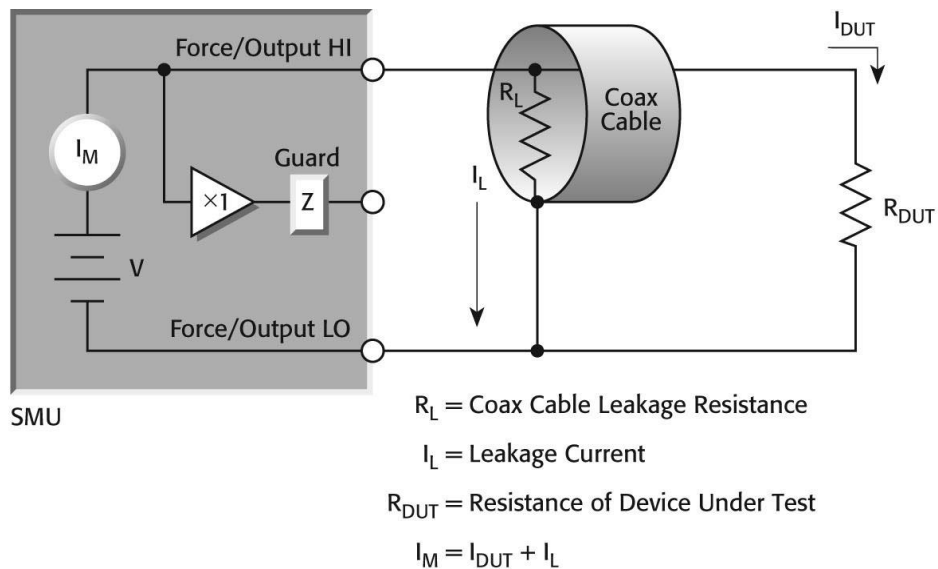 Force/Output HI
I_DUT
R_L
Coax
Cable
I_M
Guard
×1
Z
I_L
R_DUT
V
Force/Output LO
SMU
R_L = Coax Cable Leakage Resistance
I_L = Leakage Current
R_DUT = Resistance of Device Under Test
I_M = I_DUT + I_L